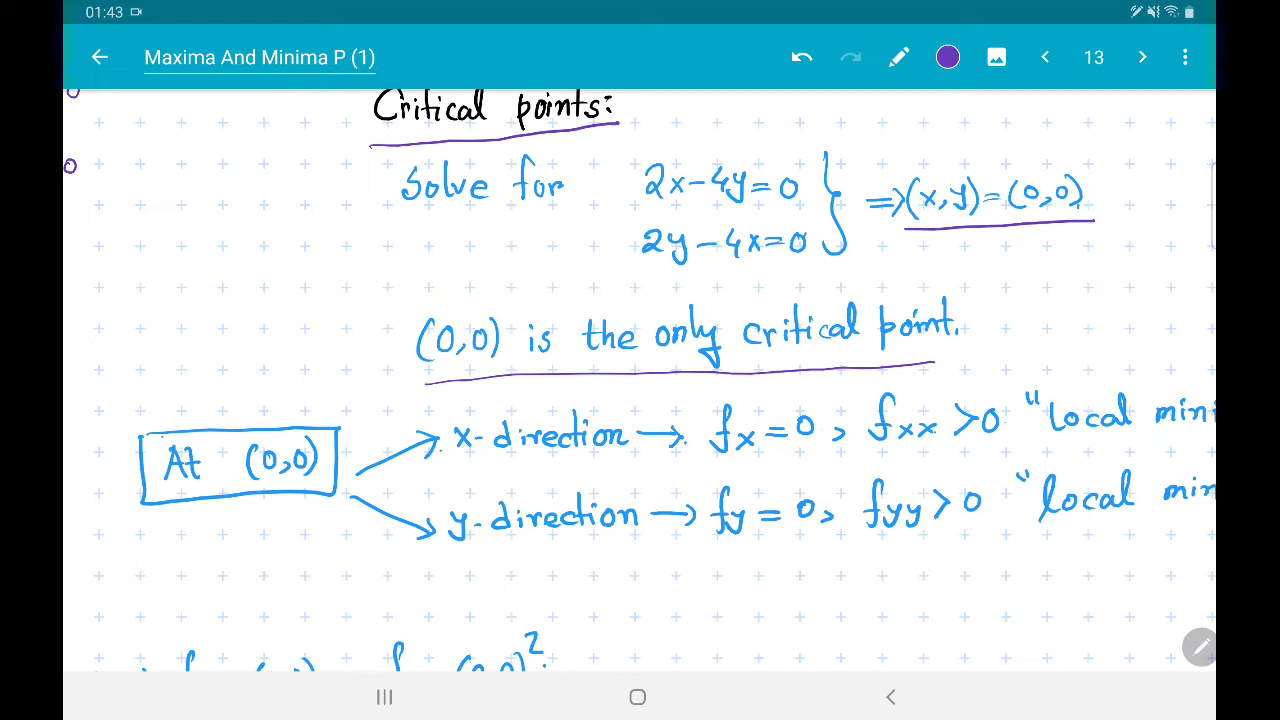 01:43
Maxima And Minima P (1)
13
Critical points:
Solve for 2x-4y=0
2y-4x=0
=>(x,y)=(0,0)
(0,0) is the only critical point.
At (0,0)
x-direction → fx=0, fxx>0 "local mini
y-direction → fy=0, fyy>0 "local min